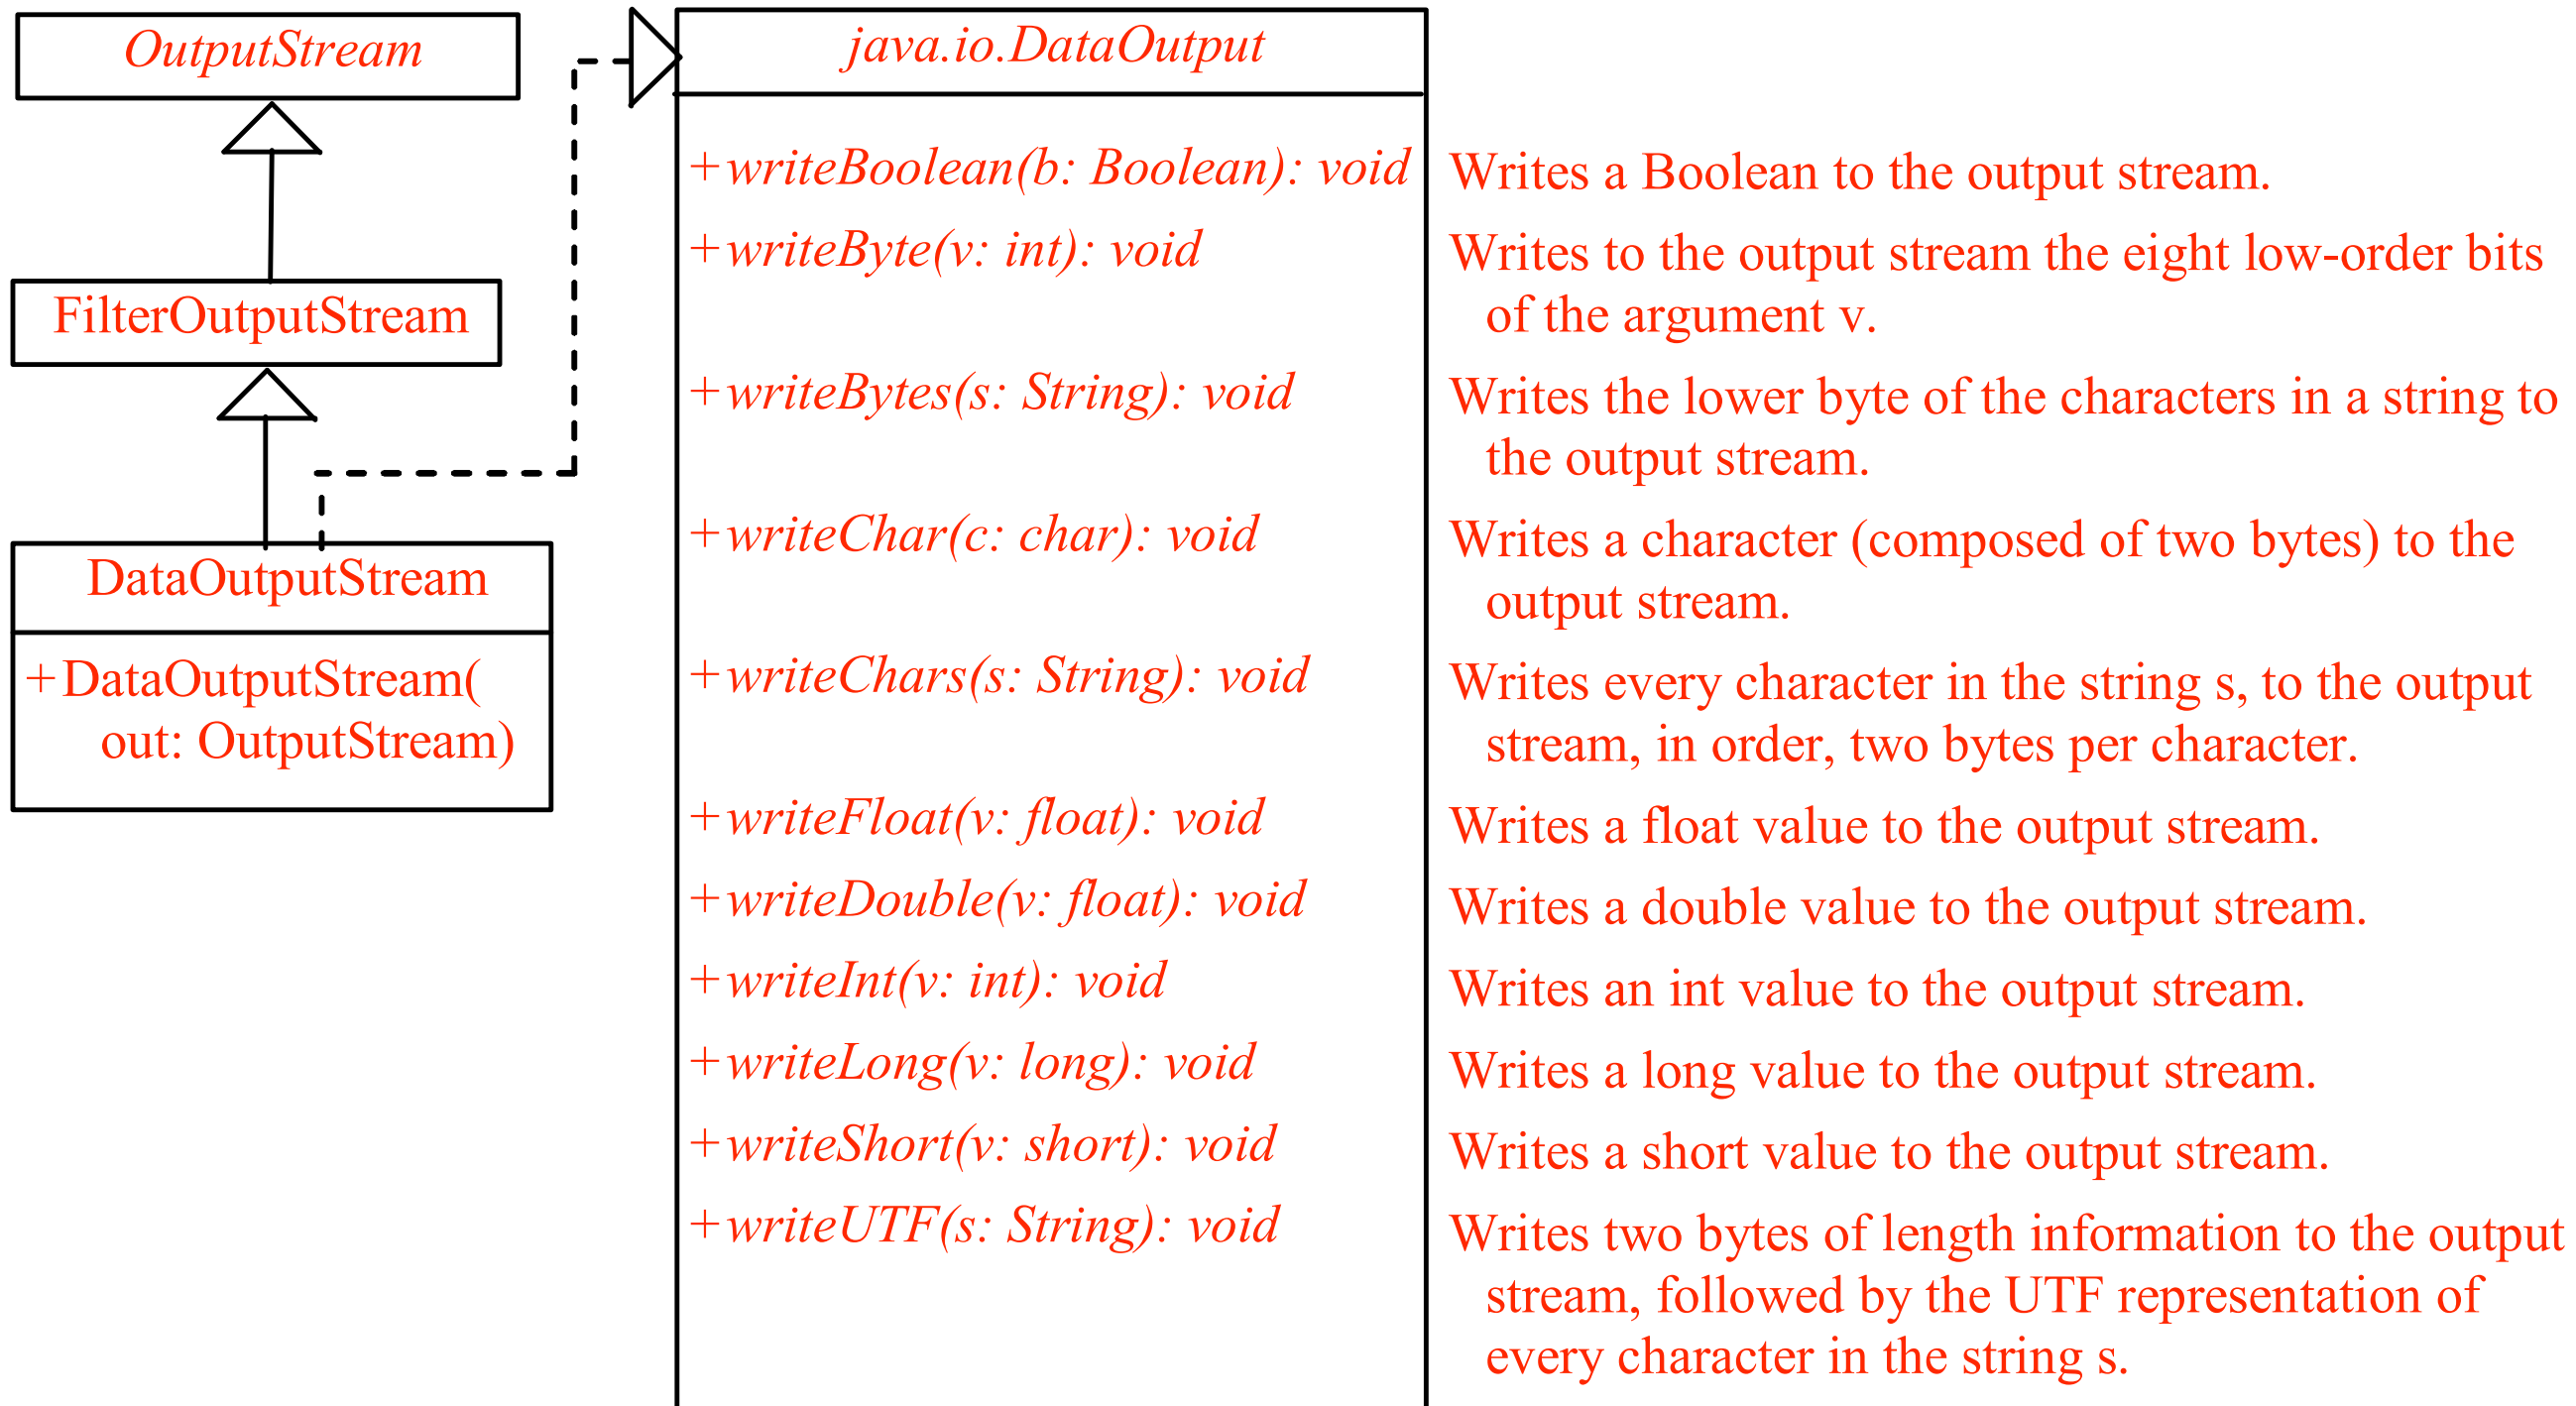 OutputStream
FilterOutputStream
DataOutputStream
+DataOutputStream(
out: OutputStream)
java.io.DataOutput
+writeBoolean(b: Boolean): void
Writes a Boolean to the output stream.
+writeByte(v: int): void
Writes to the output stream the eight low-order bits
of the argument v.
+writeBytes(s: String): void
Writes the lower byte of the characters in a string to
the output stream.
+writeChar(c: char): void
Writes a character (composed of two bytes) to the
output stream.
+writeChars(s: String): void
Writes every character in the string s, to the output
stream, in order, two bytes per character.
+writeFloat(v: float): void
Writes a float value to the output stream.
+writeDouble(v: float): void
Writes a double value to the output stream.
+writeInt(v: int): void
Writes an int value to the output stream.
+writeLong(v: long): void
Writes a long value to the output stream.
+writeShort(v: short): void
Writes a short value to the output stream.
+writeUTF(s: String): void
Writes two bytes of length information to the output
stream, followed by the UTF representation of
every character in the string s.